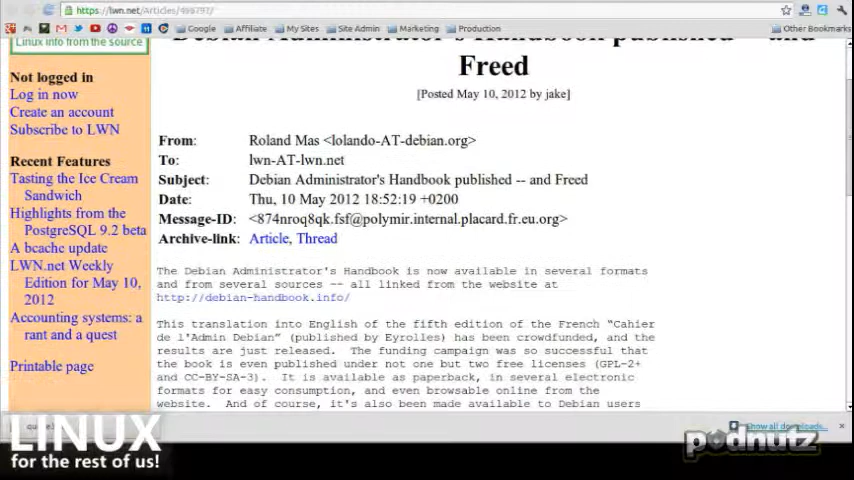 https://lwn.net/Articles/496797/
Google Affiliate My Sites Site Admin Marketing Production Other Bookmarks
Linux info from the source
Debian Administrator's Handbook published -- and
Freed
[Posted May 10, 2012 by jake]
Not logged in
Log in now
Create an account
Subscribe to LWN
Recent Features
Tasting the Ice Cream
Sandwich
Highlights from the
PostgreSQL 9.2 beta
A bcache update
LWN.net Weekly
Edition for May 10,
2012
Accounting systems: a
rant and a quest
Printable page
From: Roland Mas <lolando-AT-debian.org>
To: lwn-AT-lwn.net
Subject: Debian Administrator's Handbook published -- and Freed
Date: Thu, 10 May 2012 18:52:19 +0200
Message-ID: <874nroq8qk.fsf@polymir.internal.placard.fr.eu.org>
Archive-link: Article, Thread
The Debian Administrator's Handbook is now available in several formats
and from several sources -- all linked from the website at
http://debian-handbook.info/
This translation into English of the fifth edition of the French “Cahier
de l'Admin Debian” (published by Eyrolles) has been crowdfunded, and the
results are just released. The funding campaign was so successful that
the book is even published under not one but two free licenses (GPL-2+
and CC-BY-SA-3). It is available as paperback, in several electronic
formats for easy consumption, and even browsable online from the
website. And of course, it's also been made available to Debian users
Show all downloads...
LINUX
for the rest of us!
podnutz